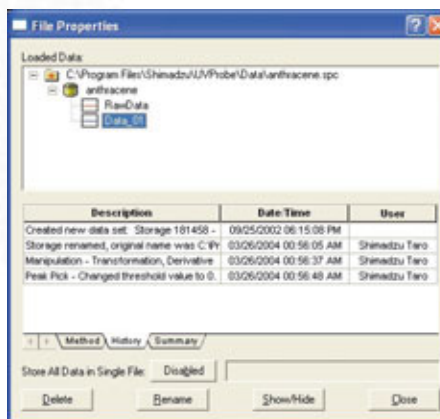 File Properties
Loaded Data:
C:\Program Files\Shimadzu\UVProbe\Data\anthracene.spc
anthracene
RawData
Data_01
Description Date/Time User
Created new data set: Storage 181458 - 09/25/2002 06:15:08 PM
Storage renamed, original name was C:\Pr 03/26/2004 00:56:05 AM Shimadzu Taro
Manipulation - Transformation, Derivative 03/26/2004 00:56:37 AM Shimadzu Taro
Peak Pick - Changed threshold value to 0. 03/26/2004 00:56:48 AM Shimadzu Taro
Method History Summary
Store All Data in Single File: Disabled
Delete Rename Show/Hide Close